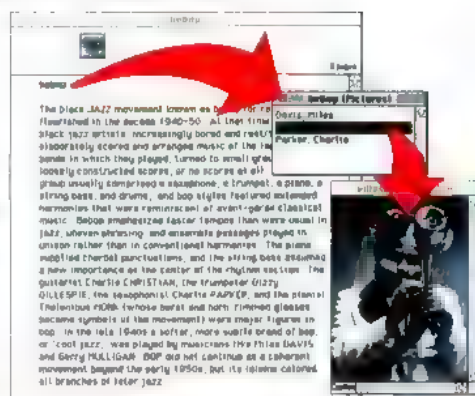 bebop
bebop
The black JAZZ movement known as
flourished in the decade 1940-50. At that time
black jazz artists increasingly bored and
elaborately scored and arranged music of the
bands in which they played, turned to small
loosely constructed scores, or no scores at all
group usually comprised a saxophone, a trumpet, a piano, a
string bass, and drums, and bop styles featured extended
harmonies that were reminiscent of avant-garde classical
music. Bebop emphasized faster tempos than were usual in
jazz, uneven phrasing, and ensemble passages played in
unison rather than in conventional harmonies. The piano
supplied chordal punctuations, and the string bass assumed
a new importance as the center of the rhythm section. The
guitarist Charlie CHRISTIAN, the trumpeter Dizzy
GILLESPIE, the saxophonist Charlie PARKER, and the pianist
Thelonious MONK (whose beret and horn rimmed glasses
became symbols of the movement) were major figures in
bop. In the late 1940s a softer, more subtle brand of bop,
or "cool jazz," was played by musicians like Miles DAVIS
and Gerry MULLIGAN. BOP did not continue as a coherent
movement beyond the early 1950s, but its idioms colored
all branches of later jazz
bebop (Pictures)
Davis, Miles
Parker, Charlie